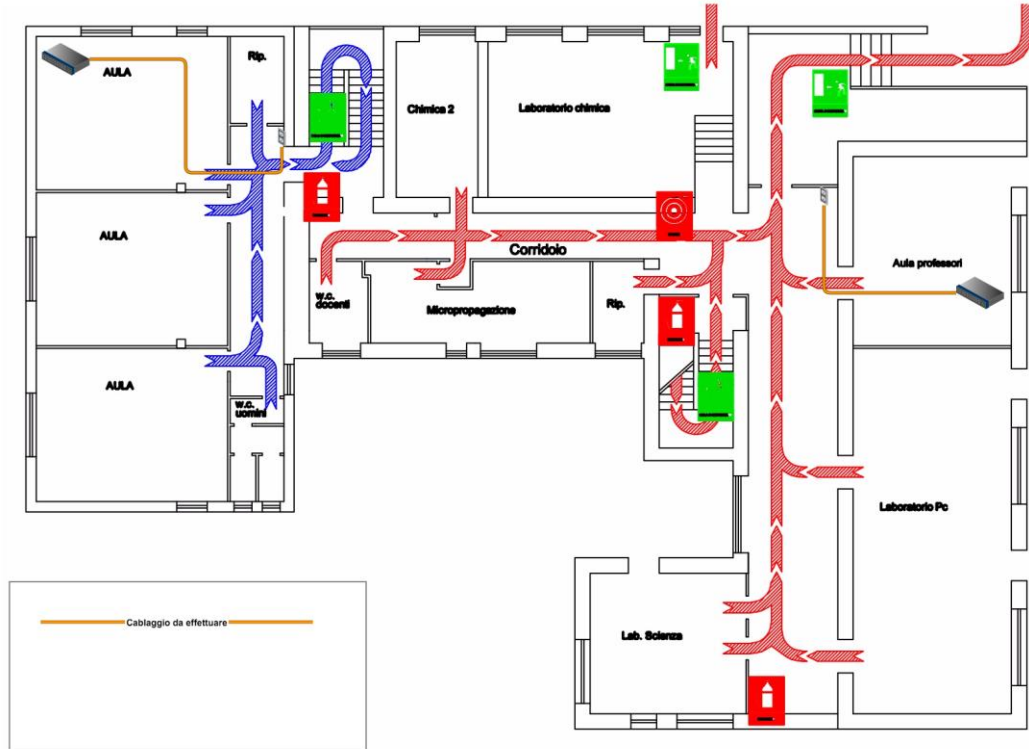 AULA
Rip.
Chimica 2
Laboratorio chimica
AULA
Corridoio
Aula professori
w.c.
docenti
Micropropagazione
Rip.
AULA
w.c.
uomini
Laboratorio Pc
Lab. Scienza
Cablaggio da effettuare